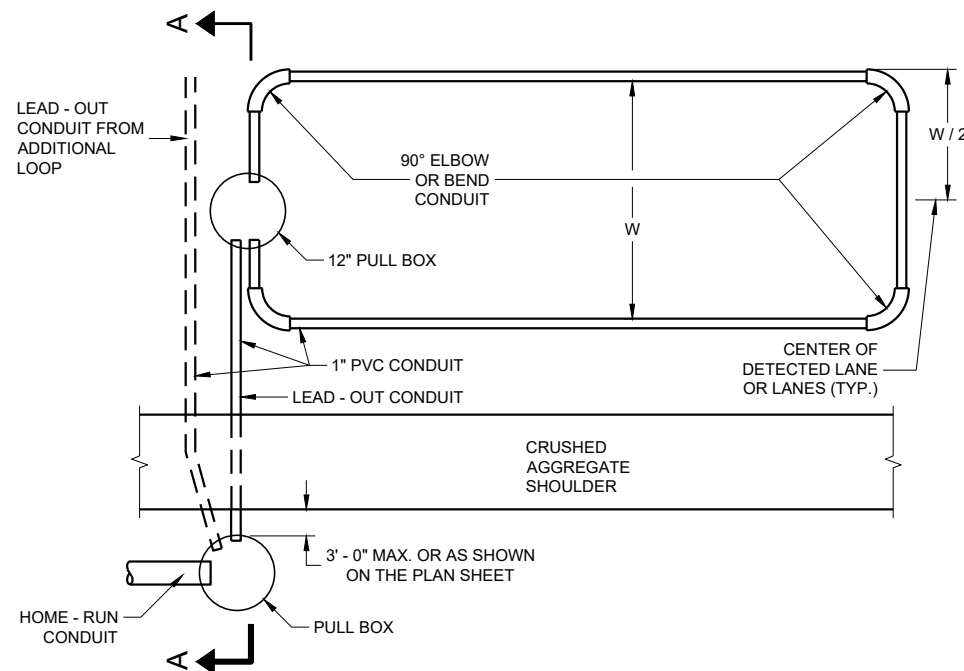 A
LEAD - OUT
CONDUIT FROM
ADDITIONAL
LOOP
90° ELBOW
OR BEND
CONDUIT
W / 2
W
12" PULL BOX
1" PVC CONDUIT
LEAD - OUT CONDUIT
CENTER OF
DETECTED LANE
OR LANES (TYP.)
CRUSHED
AGGREGATE
SHOULDER
3' - 0" MAX. OR AS SHOWN
ON THE PLAN SHEET
HOME - RUN
CONDUIT
PULL BOX
A